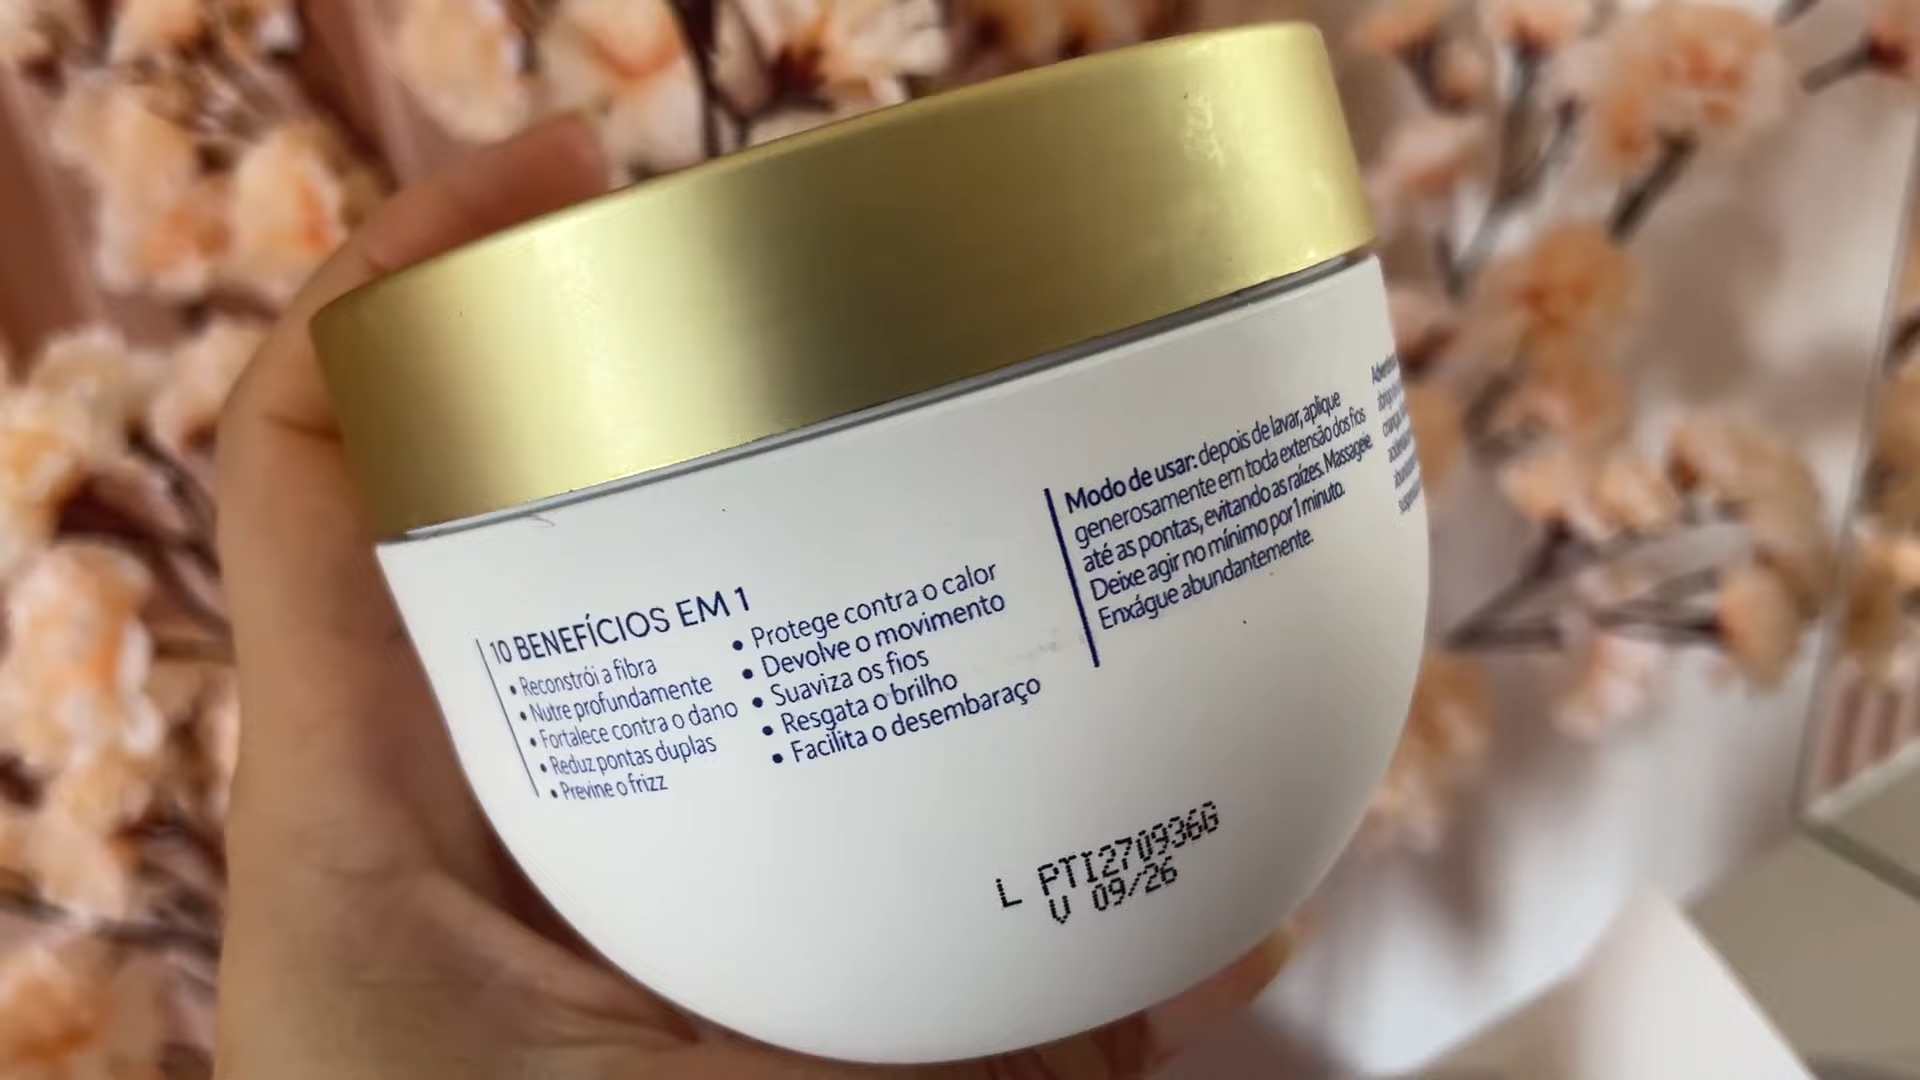 10 BENEFÍCIOS EM 1
• Reconstrói a fibra
• Nutre profundamente
• Fortalece contra o dano
• Reduz pontas duplas
• Previne o frizz
• Protege contra o calor
• Devolve o movimento
• Suaviza os fios
• Resgata o brilho
• Facilita o desembaraço
Modo de usar: depois de lavar, aplique
generosamente em toda extensão dos fios
até as pontas, evitando as raízes. Massageie.
Deixe agir no mínimo por 1 minuto.
Enxágue abundantemente.
L PTI270936G
V 09/26